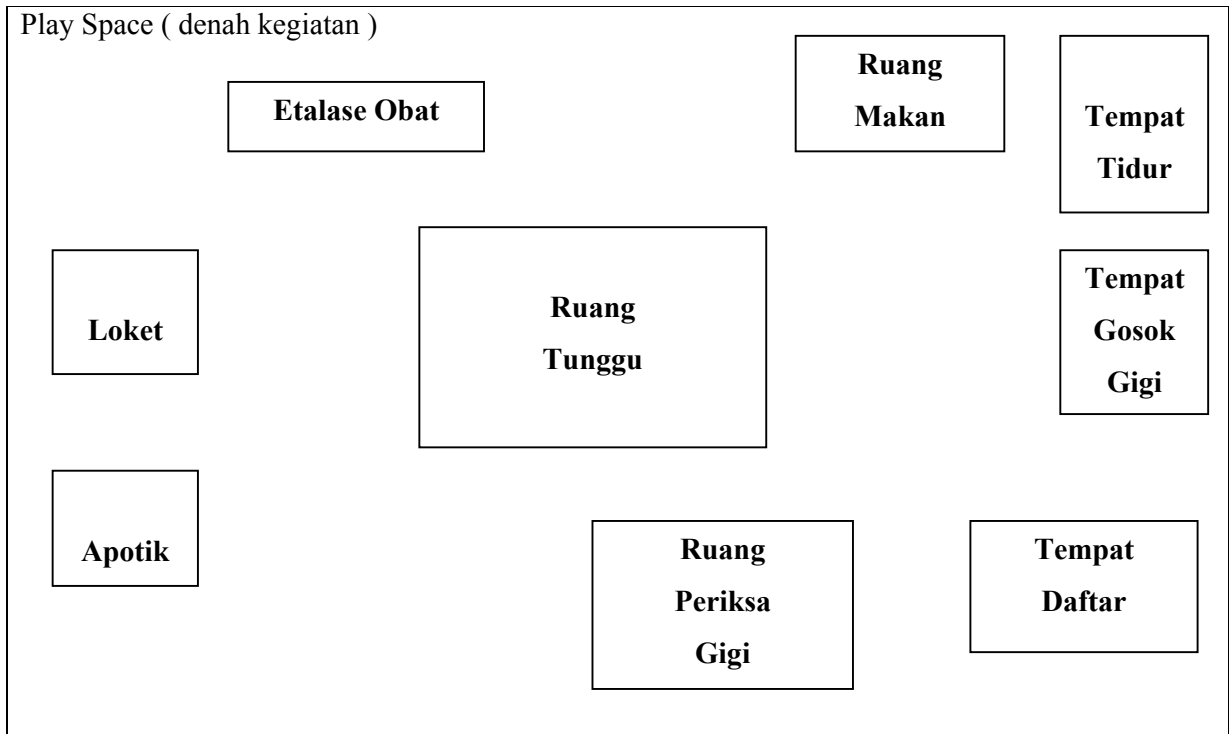 Play Space ( denah kegiatan )
Etalase Obat
Ruang
Makan
Tempat
Tidur
Loket
Ruang
Tunggu
Tempat
Gosok
Gigi
Apotik
Ruang
Periksa
Gigi
Tempat
Daftar